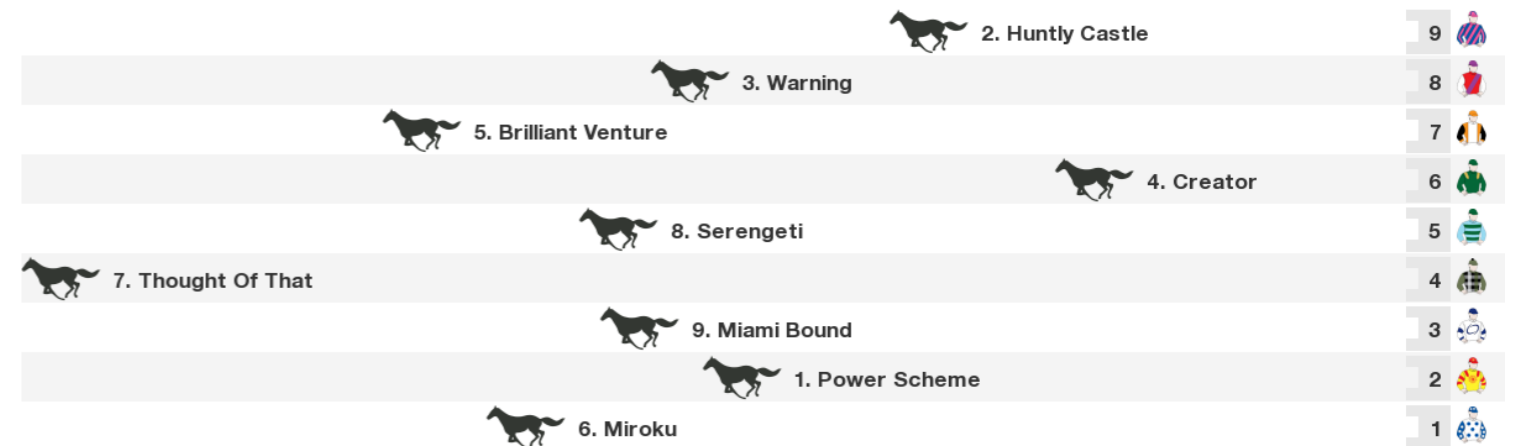 2. Huntly Castle 9
3. Warning 8
5. Brilliant Venture 7
4. Creator 6
8. Serengeti 5
7. Thought Of That 4
9. Miami Bound 3
1. Power Scheme 2
6. Miroku 1